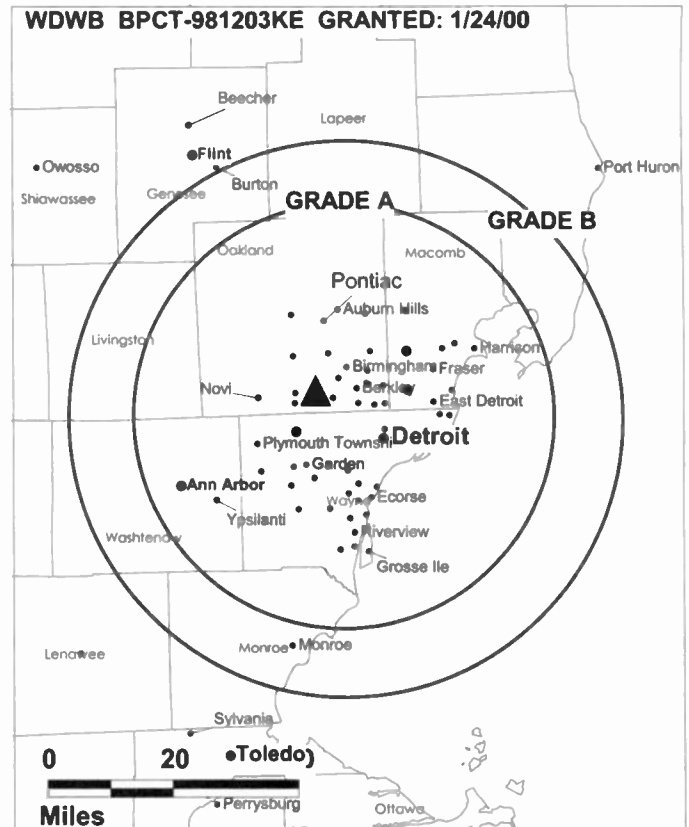 WDWB BPCT-981203KE GRANTED: 1/24/00
Beecher
Lapeer
Flint
Owosso
Port Huron
Burton
Shiawassee
Genesee
GRADE A
GRADE B
Oakland
Macomb
Pontiac
Auburn Hills
Livingston
Harrison
Birmingham
Fraser
Novi
Berkley
East Detroit
Detroit
Plymouth Townshi
Garden
Ann Arbor
Wayne
Ecorse
Ypsilanti
Riverview
Washtenaw
Grosse Ile
Monroe
Monroe
Lenawee
Sylvania
0 20
Toledo)
Perrysburg
Ottawa
Miles